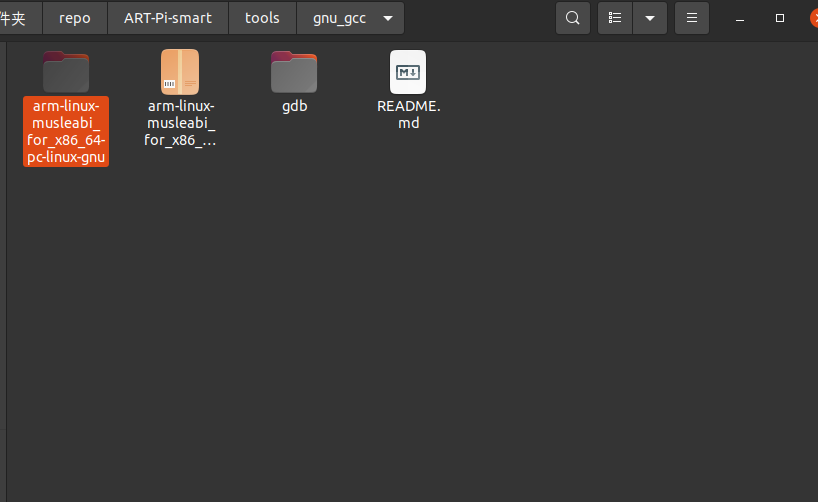 件夹 repo ART-Pi-smart tools gnu_gcc
arm-linux-
musleabi_
for_x86_64-
pc-linux-gnu
arm-linux-
musleabi_
for_x86_…
gdb
README.
md